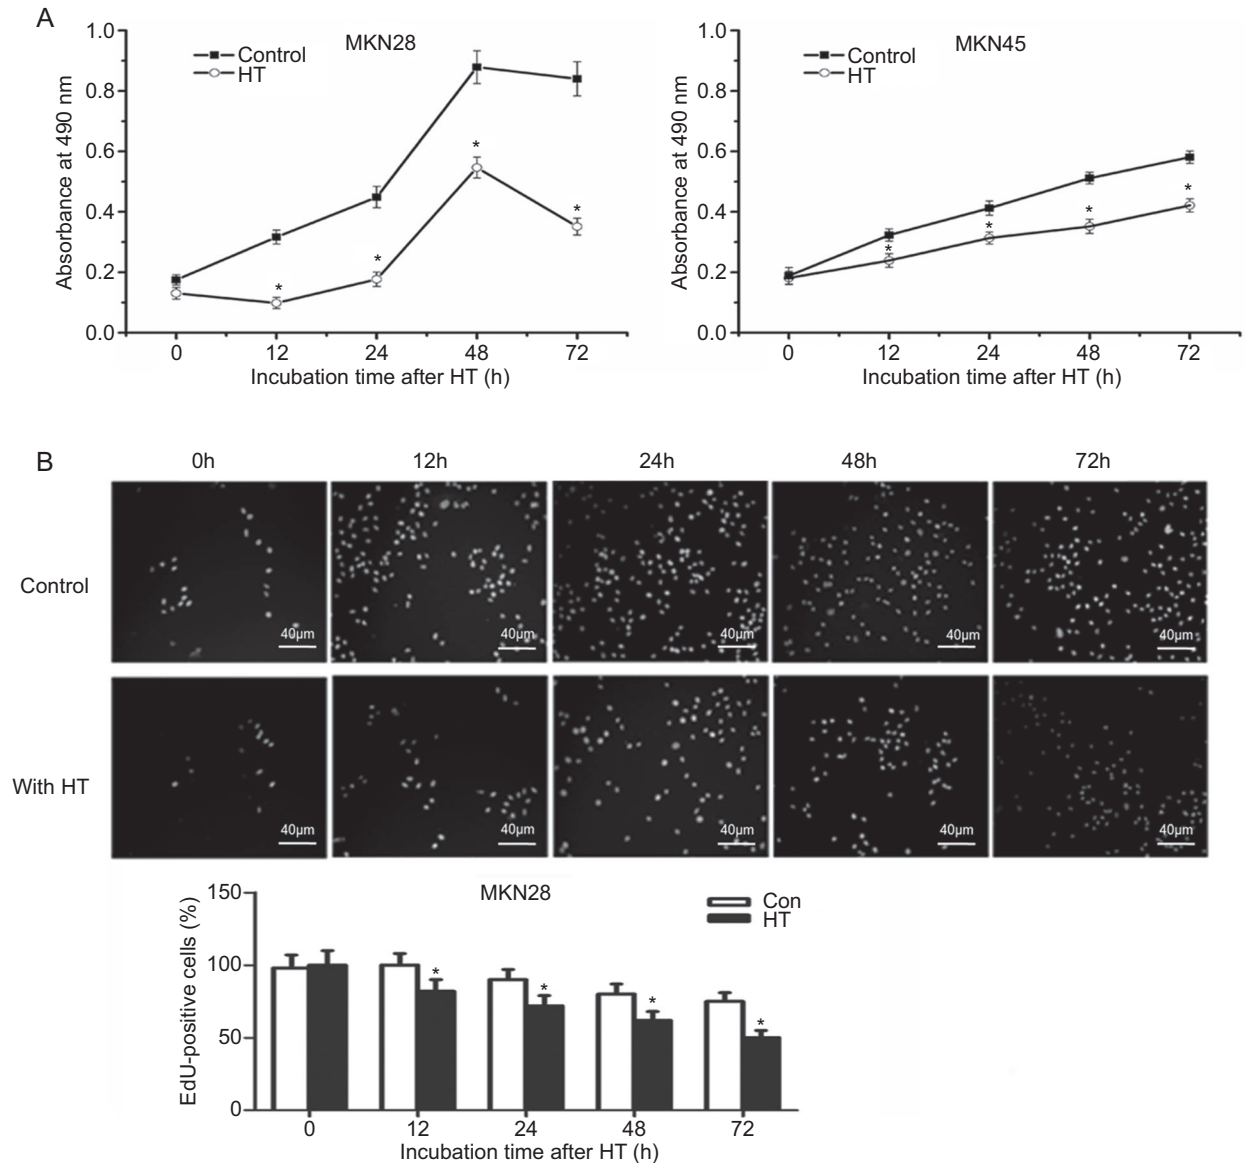 A
MKN28
Control
HT
1.0
0.8
0.6
0.4
0.2
0.0
Absorbance at 490 nm
*
*
*
*
0
12
24
48
72
Incubation time after HT (h)
MKN45
Control
HT
1.0
0.8
0.6
0.4
0.2
0.0
Absorbance at 490 nm
*
*
*
*
0
12
24
48
72
Incubation time after HT (h)
B
0h
12h
24h
48h
72h
Control
40μm
40μm
40μm
40μm
40μm
With HT
40μm
40μm
40μm
40μm
40μm
MKN28
Con
HT
150
100
50
0
EdU-positive cells (%)
*
*
*
*
0
12
24
48
72
Incubation time after HT (h)